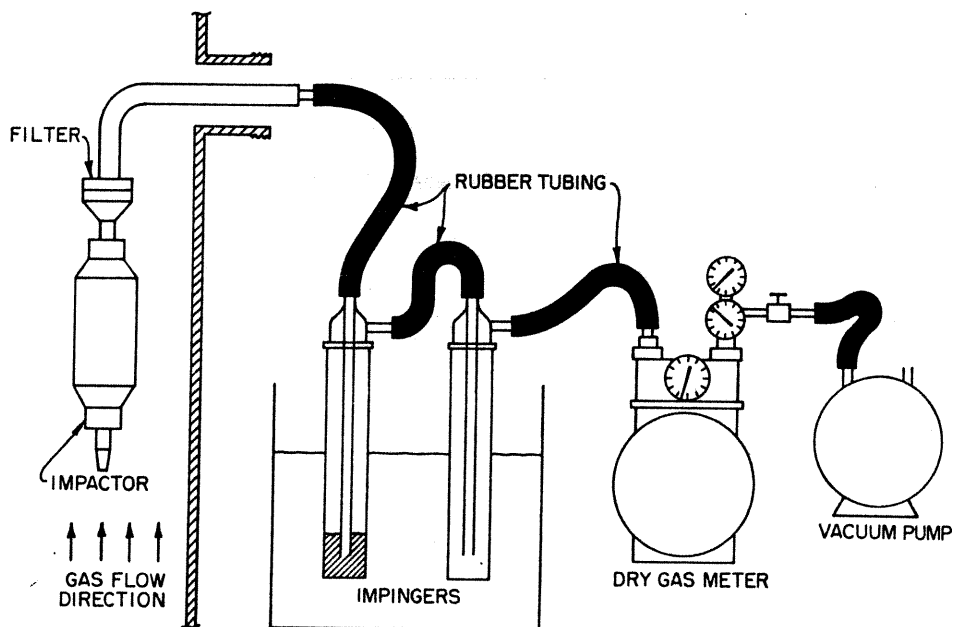 FILTER
RUBBER TUBING
IMPACTOR
GAS FLOW
DIRECTION
IMPINGERS
DRY GAS METER
VACUUM PUMP